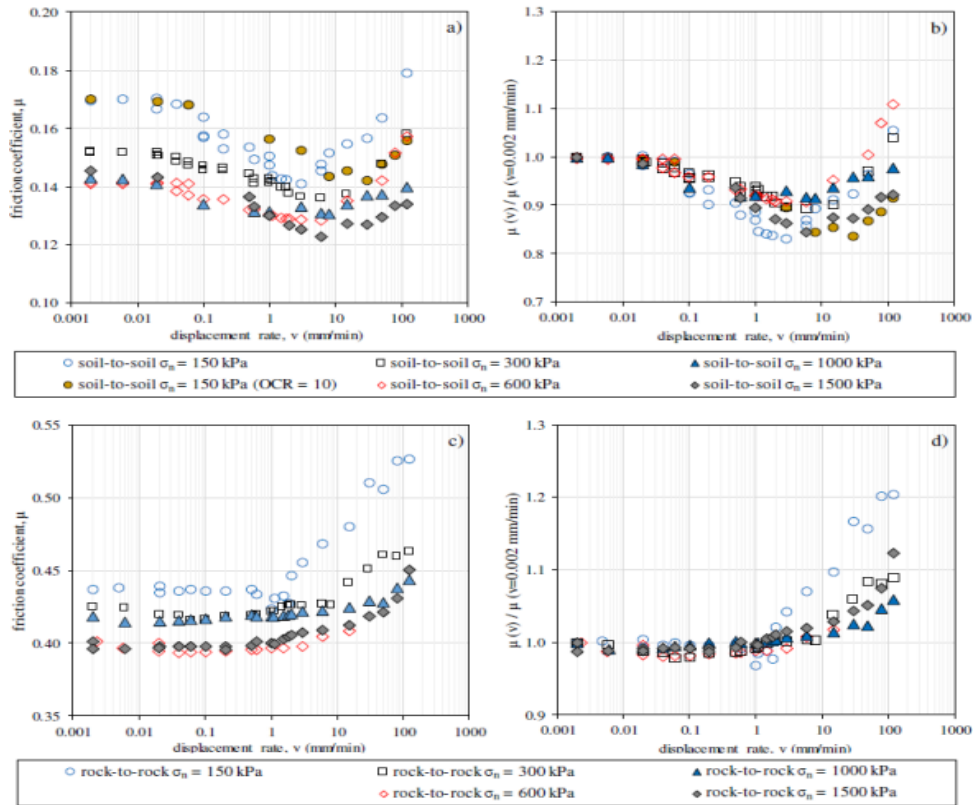 a)
0.20
0.18
0.16
0.14
0.12
0.10
friction coefficient, μ
0.001 0.01 0.1 1 10 100 1000
displacement rate, v (mm/min)
b)
1.3
1.2
1.1
1.0
0.9
0.8
0.7
μ (v) / μ (v=0.002 mm/min)
0.001 0.01 0.1 1 10 100 1000
displacement rate, v (mm/min)
soil-to-soil σn = 150 kPa soil-to-soil σn = 300 kPa soil-to-soil σn = 1000 kPa
soil-to-soil σn = 150 kPa (OCR = 10) soil-to-soil σn = 600 kPa soil-to-soil σn = 1500 kPa
c)
0.55
0.50
0.45
0.40
0.35
friction coefficient, μ
0.001 0.01 0.1 1 10 100 1000
displacement rate, v (mm/min)
d)
1.3
1.2
1.1
1.0
0.9
μ (v) / μ (v=0.002 mm/min)
0.001 0.01 0.1 1 10 100 1000
displacement rate, v (mm/min)
rock-to-rock σn = 150 kPa rock-to-rock σn = 300 kPa rock-to-rock σn = 1000 kPa
rock-to-rock σn = 600 kPa rock-to-rock σn = 1500 kPa